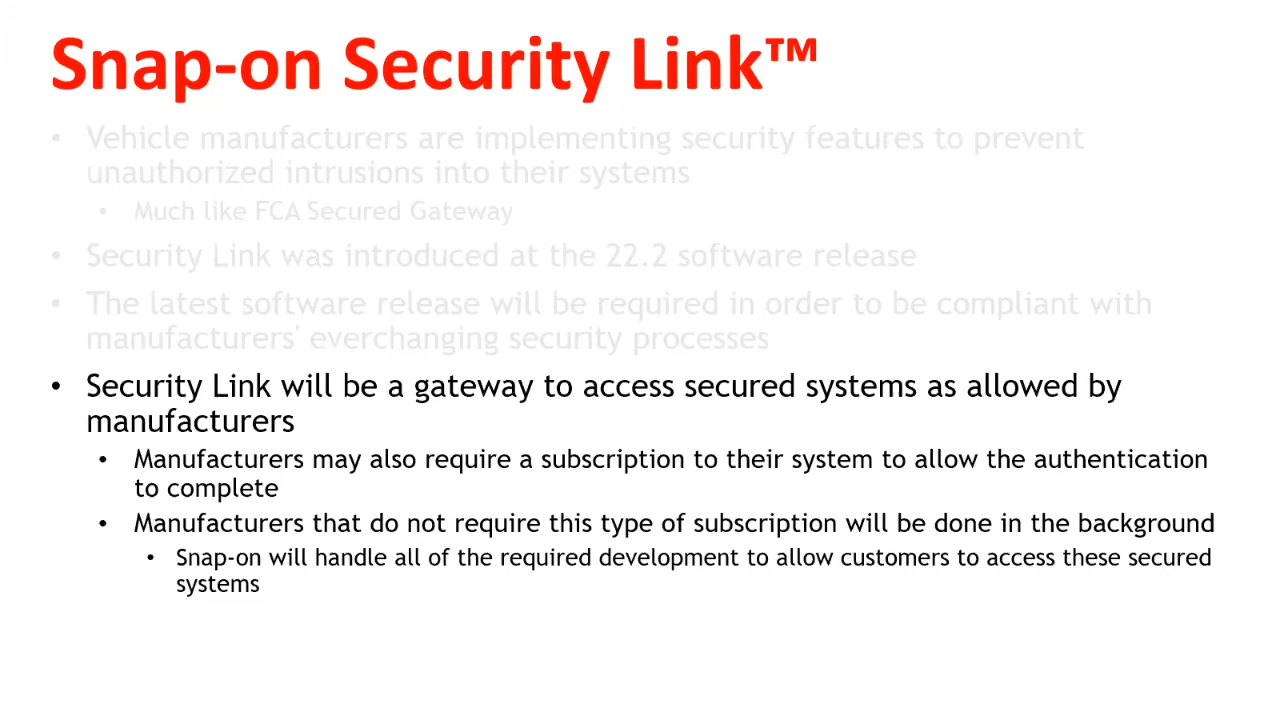 Snap-on Security Link™
• Vehicle manufacturers are implementing security features to prevent
unauthorized intrusions into their systems
• Much like FCA Secured Gateway
• Security Link was introduced at the 22.2 software release
• The latest software release will be required in order to be compliant with
manufacturers' everchanging security processes
• Security Link will be a gateway to access secured systems as allowed by
manufacturers
• Manufacturers may also require a subscription to their system to allow the authentication
to complete
• Manufacturers that do not require this type of subscription will be done in the background
• Snap-on will handle all of the required development to allow customers to access these secured
systems